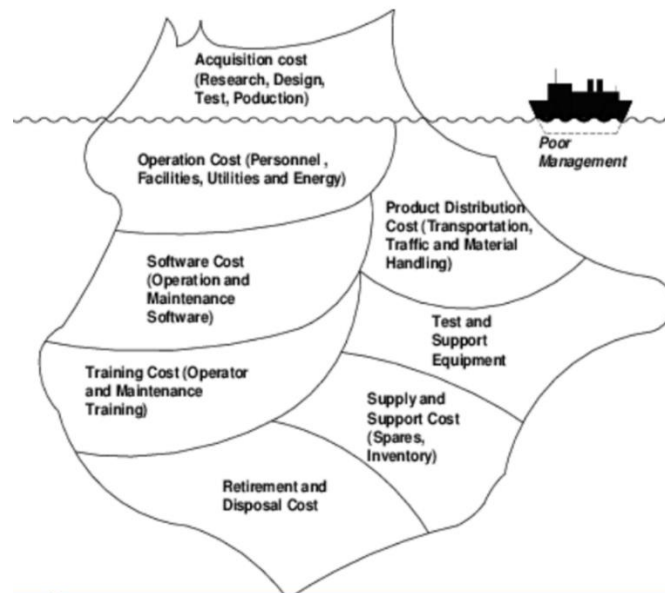 Acquisition cost
(Research, Design,
Test, Poduction)
Poor
Management
Operation Cost (Personnel ,
Facilities, Utilities and Energy)
Product Distribution
Cost (Transportation,
Traffic and Material
Handling)
Software Cost
(Operation and
Maintenance
Software)
Test and
Support
Equipment
Training Cost (Operator
and Maintenance
Training)
Supply and
Support Cost
(Spares,
Inventory)
Retirement and
Disposal Cost